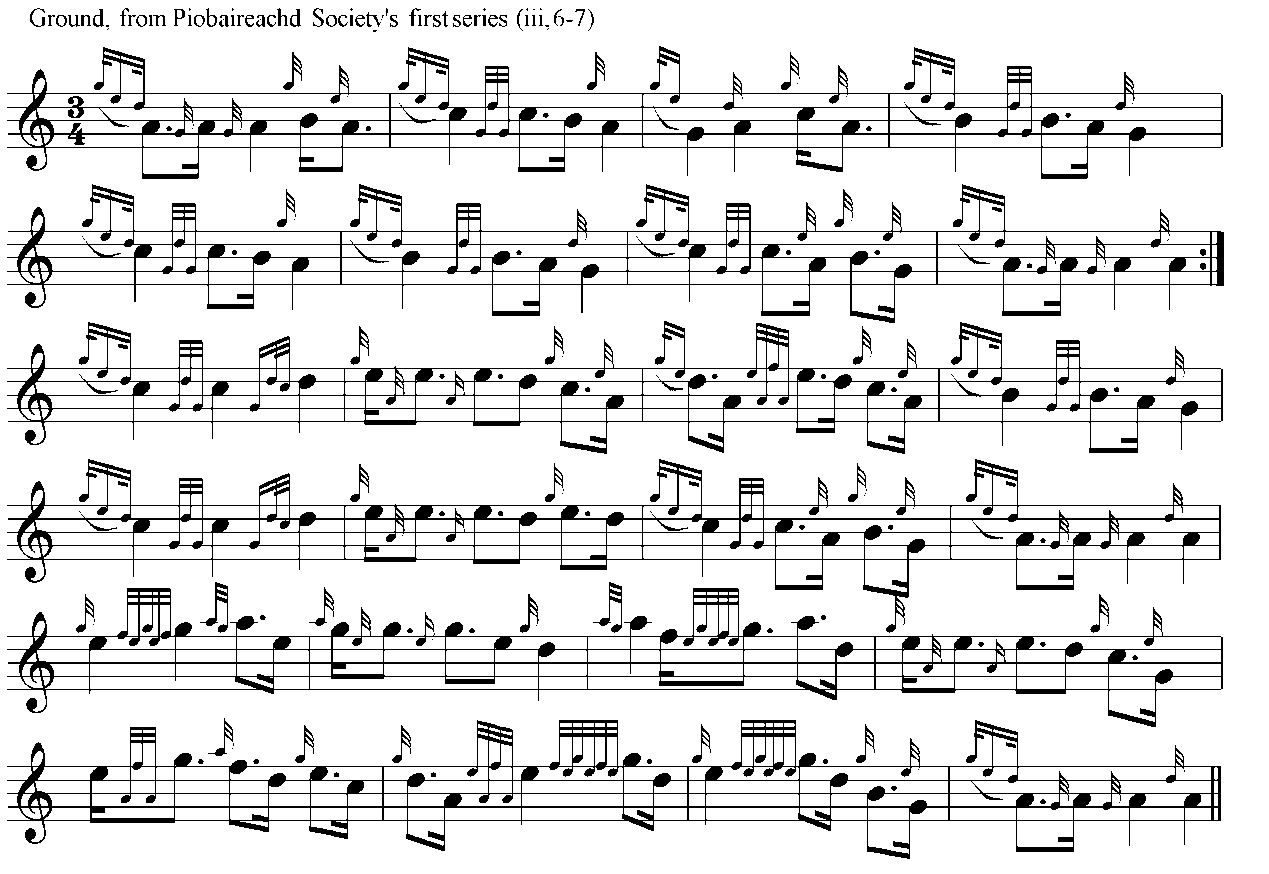 Ground, from Piobaireachd Society's first series (iii,6-7)
3
4